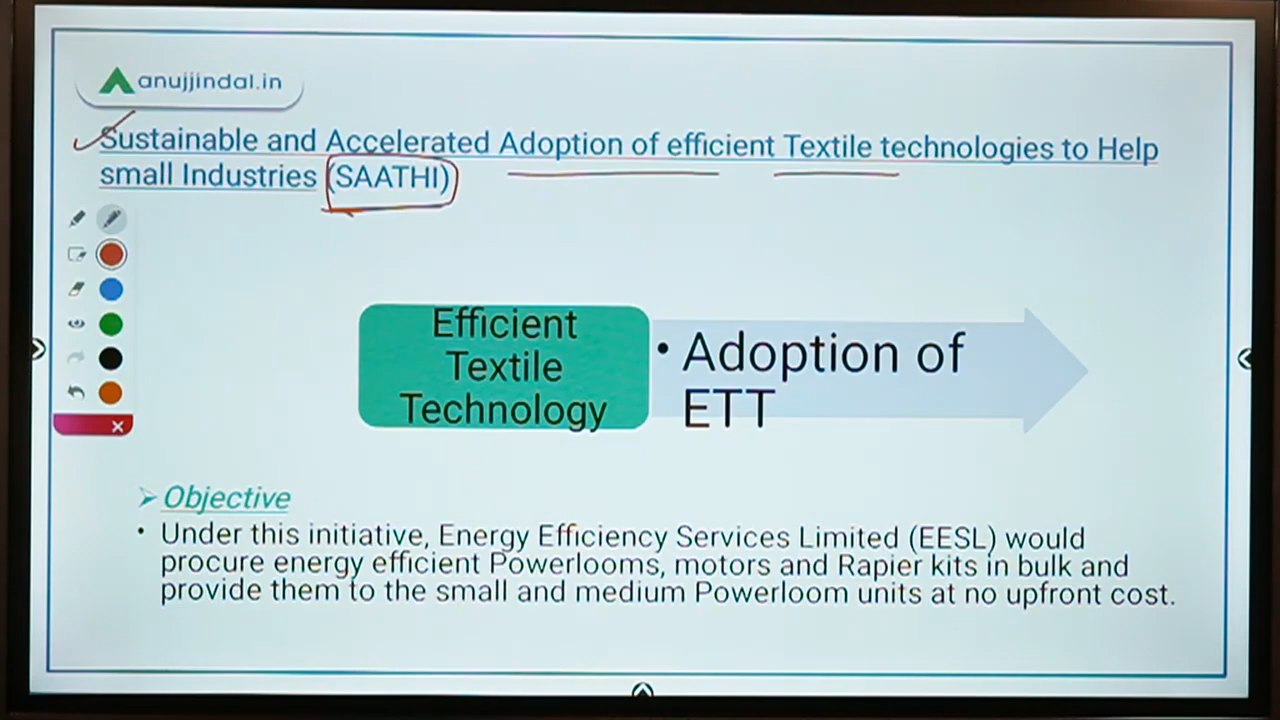 anujjindal.in
Sustainable and Accelerated Adoption of efficient Textile technologies to Help
small Industries (SAATHI)
Efficient
Textile
Technology
• Adoption of
ETT
➢ Objective
• Under this initiative, Energy Efficiency Services Limited (EESL) would
procure energy efficient Powerlooms, motors and Rapier kits in bulk and
provide them to the small and medium Powerloom units at no upfront cost.